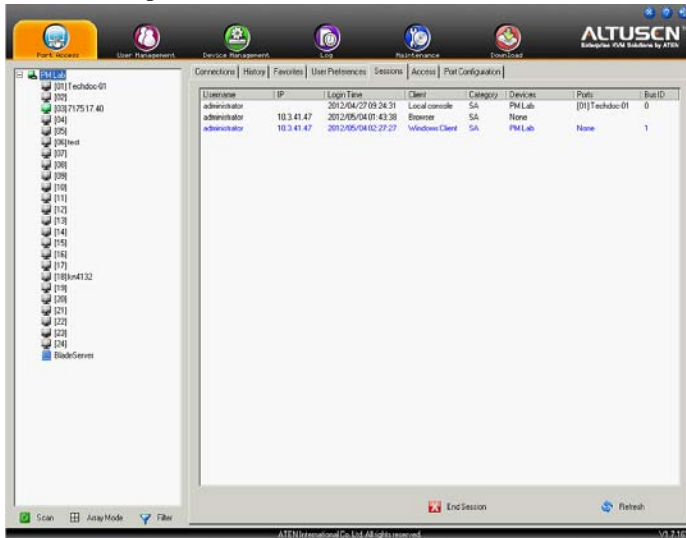 Port Access User Management Device Management Log Maintenance Download
ALTUSCN
Enterprise KVM Solutions by ATEN
PM Lab
[01]Techdoc-01
[02]
[03]717517.40
[04]
[05]
[06]test
[07]
[08]
[09]
[10]
[11]
[12]
[13]
[14]
[15]
[16]
[17]
[18]kn4132
[19]
[20]
[21]
[22]
[23]
[24]
BladeServer
Scan Array Mode Filter
Connections History Favorites User Preferences Sessions Access Port Configuration
Username IP Login Time Client Category Devices Ports Bus ID
administrator 2012/04/27 09:24:31 Local console SA PM Lab [01]Techdoc-01 0
administrator 10.3.41.47 2012/05/04 01:43:38 Browser SA None
administrator 10.3.41.47 2012/05/04 02:27:27 Windows Client SA PM Lab None 1
End Session Refresh
ATEN International Co. Ltd. All rights reserved.